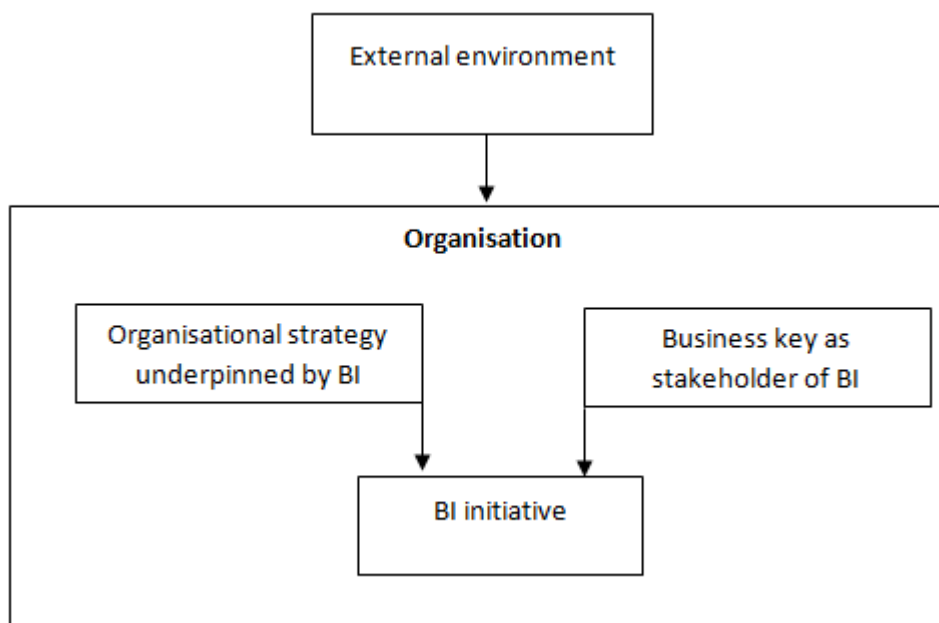 External environment
Organisation
Organisational strategy
underpinned by BI
Business key as
stakeholder of BI
BI initiative